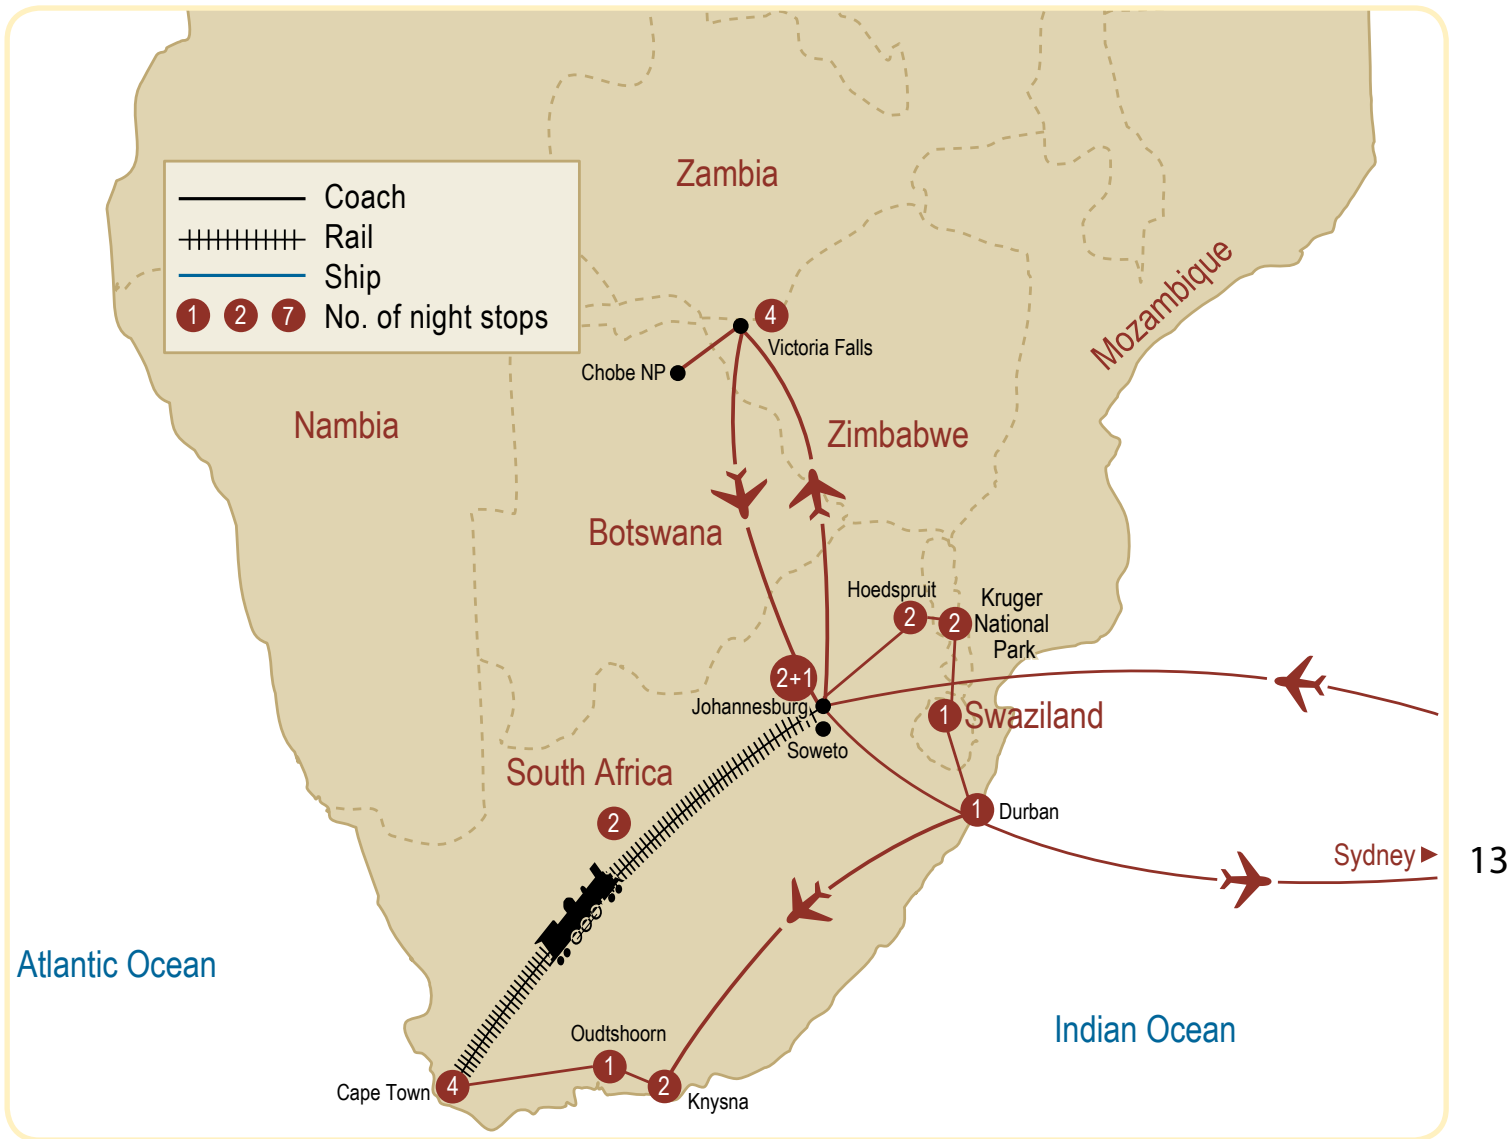 Coach
Rail
Ship
1 2 7 No. of night stops
Zambia
Mozambique
4
Victoria Falls
Chobe NP
Nambia
Zimbabwe
Botswana
Hoedspruit
2
2
Kruger
National
Park
2+1
Johannesburg
1
Swaziland
Soweto
South Africa
2
1
Durban
Sydney
13
Atlantic Ocean
Indian Ocean
Oudtshoorn
1
Cape Town
4
2
Knysna